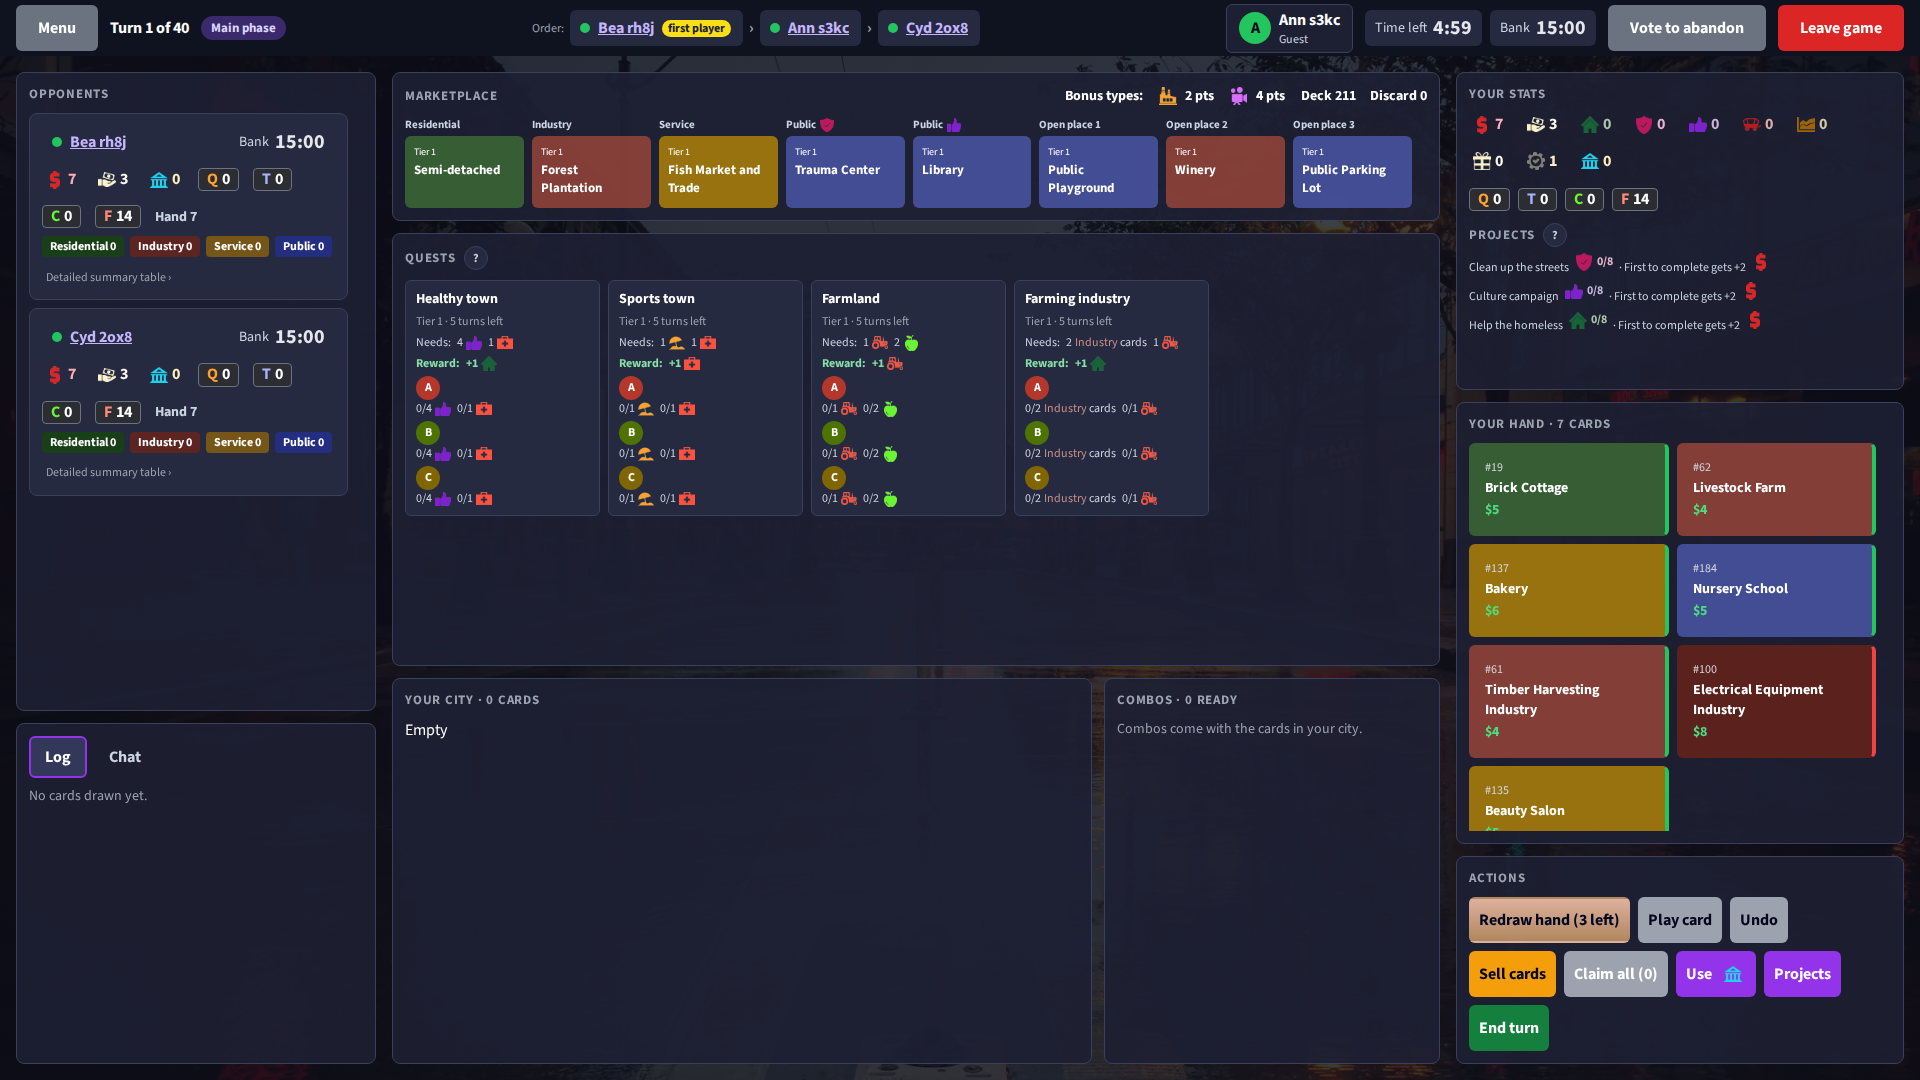 Menu
Turn 1 of 40
Main phase
Order:
Bea rh8j first player › Ann s3kc › Cyd 2ox8
A
Ann s3kc
Guest
Time left 4:59
Bank 15:00
Vote to abandon
Leave game
OPPONENTS
Bea rh8j
Bank 15:00
7 3 0 Q 0 T 0
C 0 F 14 Hand 7
Residential 0 Industry 0 Service 0 Public 0
Detailed summary table ›
Cyd 2ox8
Bank 15:00
7 3 0 Q 0 T 0
C 0 F 14 Hand 7
Residential 0 Industry 0 Service 0 Public 0
Detailed summary table ›
Log
Chat
No cards drawn yet.
MARKETPLACE
Bonus types: 2 pts 4 pts Deck 211 Discard 0
Residential
Tier 1
Semi-detached
Industry
Tier 1
Forest
Plantation
Service
Tier 1
Fish Market and
Trade
Public
Tier 1
Trauma Center
Public
Tier 1
Library
Open place 1
Tier 1
Public
Playground
Open place 2
Tier 1
Winery
Open place 3
Tier 1
Public Parking
Lot
QUESTS ?
Healthy town
Tier 1 · 5 turns left
Needs: 4 1
Reward: +1
A
0/4 0/1
B
0/4 0/1
C
0/4 0/1
Sports town
Tier 1 · 5 turns left
Needs: 1 1
Reward: +1
A
0/1 0/1
B
0/1 0/1
C
0/1 0/1
Farmland
Tier 1 · 5 turns left
Needs: 1 2
Reward: +1
A
0/1 0/2
B
0/1 0/2
C
0/1 0/2
Farming industry
Tier 1 · 5 turns left
Needs: 2 Industry cards 1
Reward: +1
A
0/2 Industry cards 0/1
B
0/2 Industry cards 0/1
C
0/2 Industry cards 0/1
YOUR CITY · 0 CARDS
Empty
COMBOS · 0 READY
Combos come with the cards in your city.
YOUR STATS
7 3 0 0 0 0 0
0 1 0
Q 0 T 0 C 0 F 14
PROJECTS ?
Clean up the streets 0/8 · First to complete gets +2
Culture campaign 0/8 · First to complete gets +2
Help the homeless 0/8 · First to complete gets +2
YOUR HAND · 7 CARDS
#19
Brick Cottage
$5
#62
Livestock Farm
$4
#137
Bakery
$6
#184
Nursery School
$5
#61
Timber Harvesting
Industry
$4
#100
Electrical Equipment
Industry
$8
#135
Beauty Salon
ACTIONS
Redraw hand (3 left)
Play card
Undo
Sell cards
Claim all (0)
Use
Projects
End turn